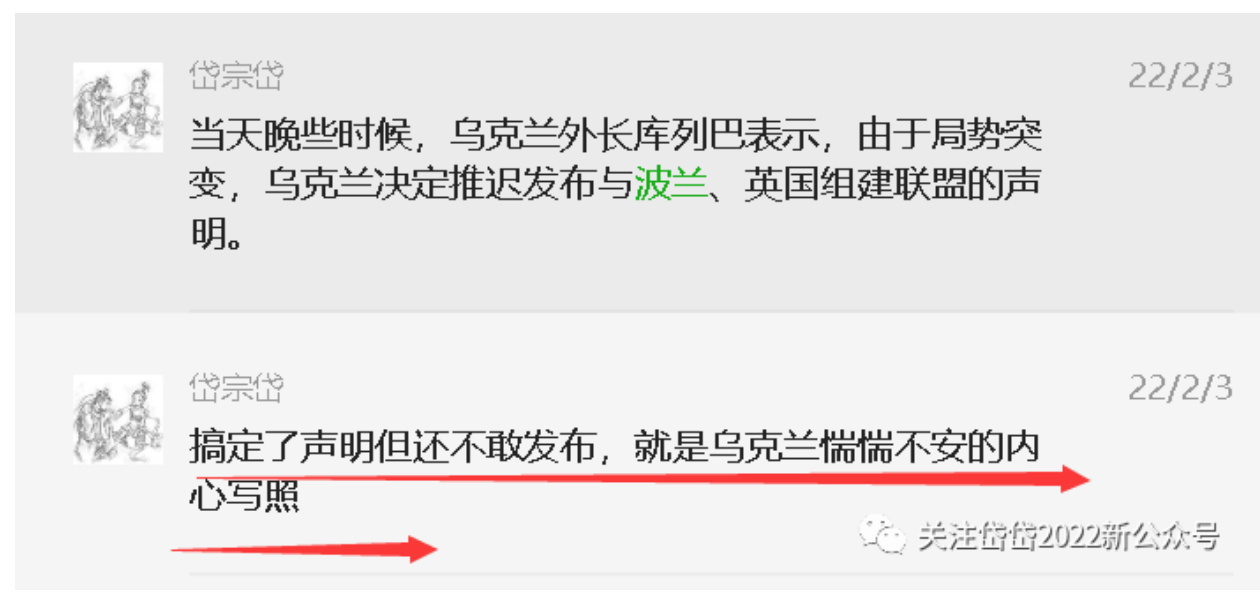 岱宗岱
22/2/3
当天晚些时候，乌克兰外长库列巴表示，由于局势突
变，乌克兰决定推迟发布与波兰、英国组建联盟的声
明。
岱宗岱
22/2/3
搞定了声明但还不敢发布，就是乌克兰惴惴不安的内
心写照
关注岱岱2022新公众号